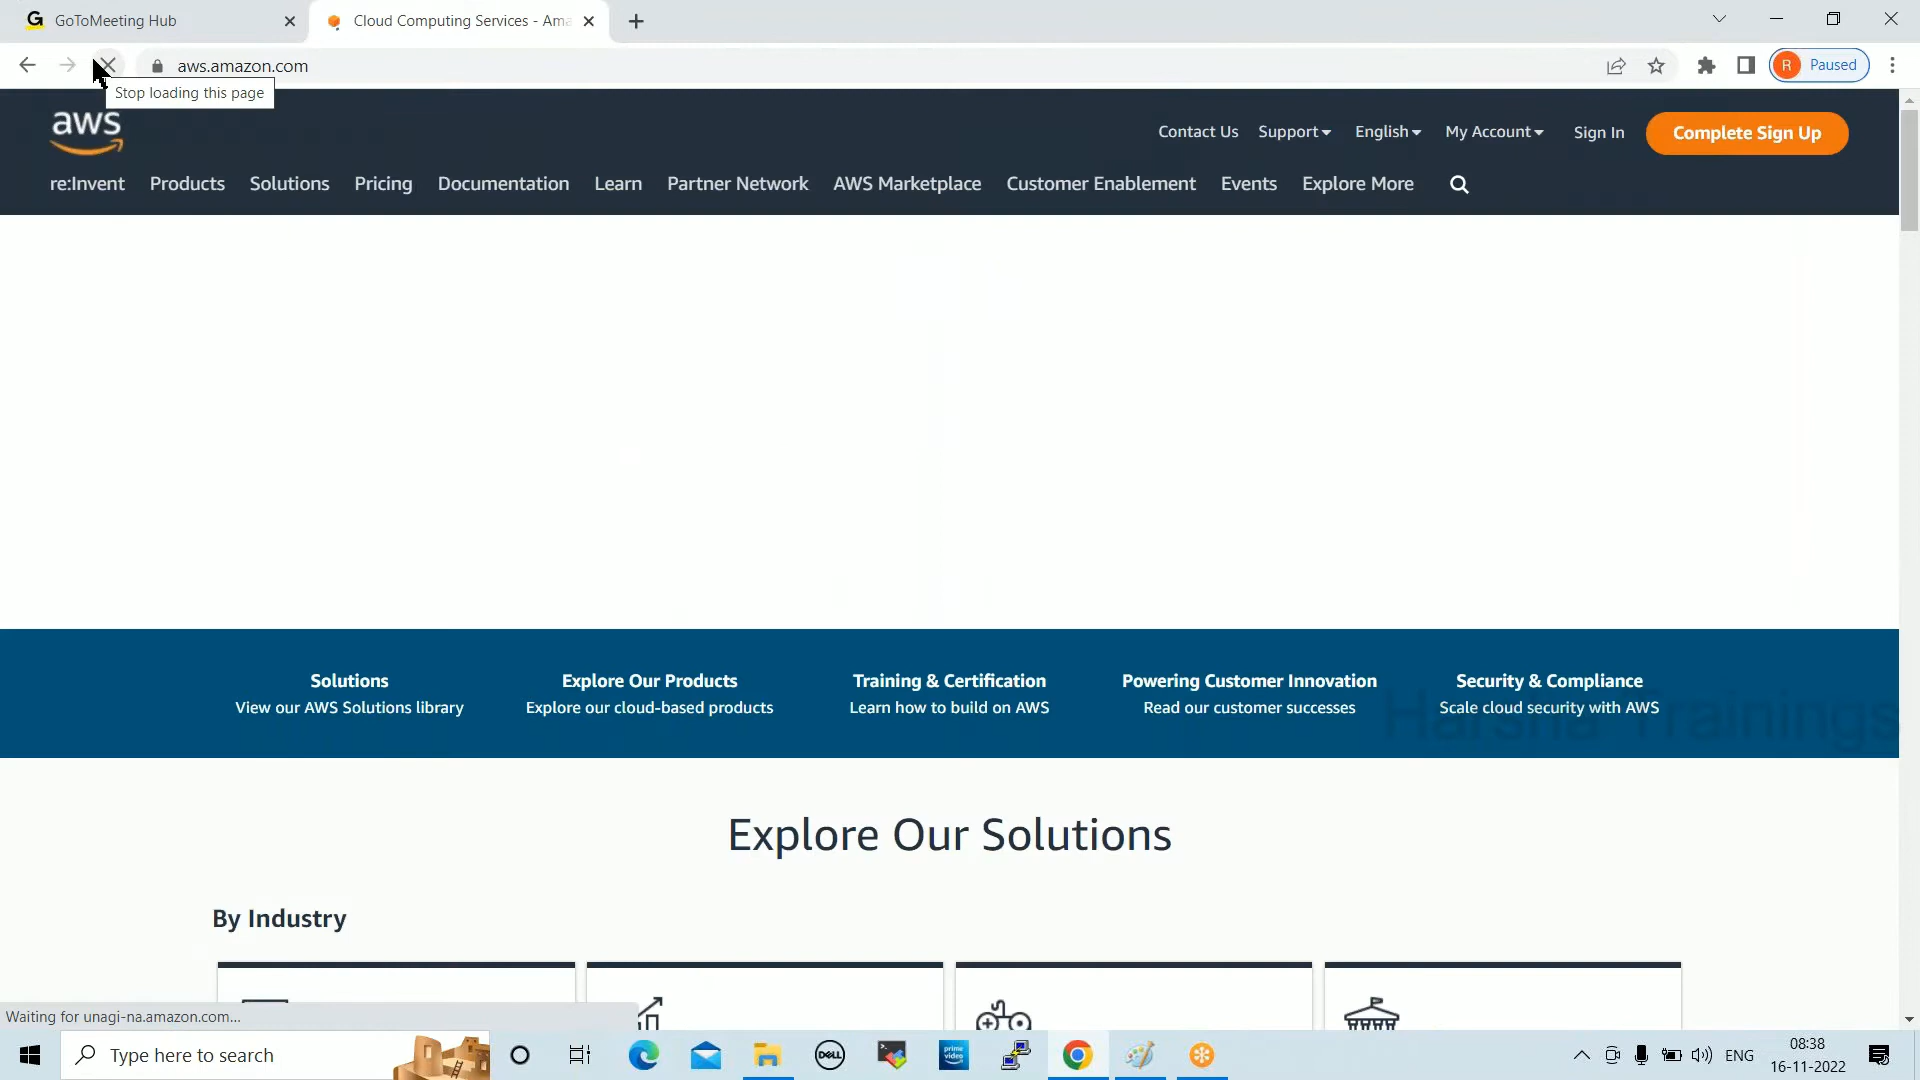 GoToMeeting Hub
Cloud Computing Services - Ama
aws.amazon.com
R Paused
Stop loading this page
aws
Contact Us Support English My Account Sign In Complete Sign Up
re:Invent Products Solutions Pricing Documentation Learn Partner Network AWS Marketplace Customer Enablement Events Explore More
Solutions
View our AWS Solutions library
Explore Our Products
Explore our cloud-based products
Training & Certification
Learn how to build on AWS
Powering Customer Innovation
Read our customer successes
Security & Compliance
Scale cloud security with AWS
Harsha Trainings
Explore Our Solutions
By Industry
Waiting for unagi-na.amazon.com...
Type here to search
DELL
prime video
ENG
08:38
16-11-2022